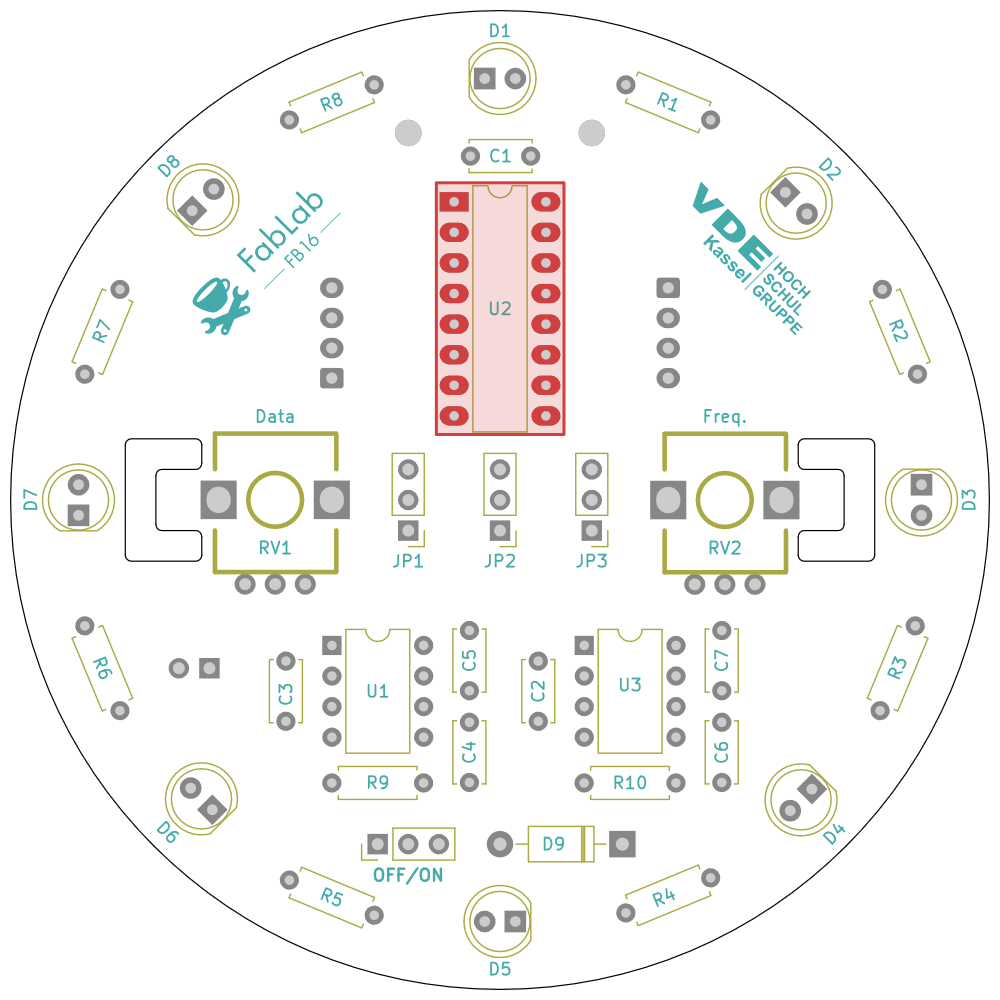 D1
R8
R1
C1
D8
D2
FabLab
FB16
VDE
Kassel
HOCH
SCHUL
GRUPPE
U2
R7
R2
Data
Freq.
D7
D3
RV1
RV2
JP1
JP2
JP3
R6
R3
C3
U1
C5
C2
U3
C7
C4
C6
R9
R10
D6
D4
D9
OFF/ON
R5
R4
D5